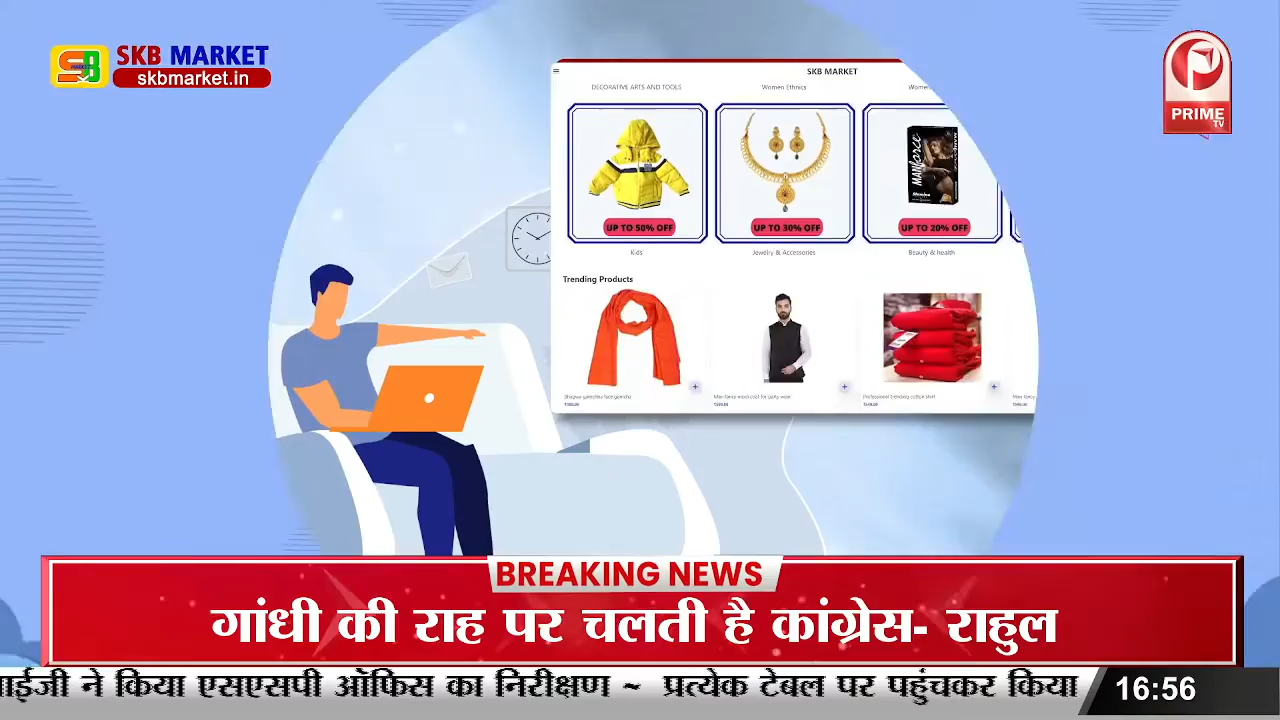 SKB MARKET
skbmarket.in
PRIME
TV
SKB MARKET
DECORATIVE ARTS AND TOOLS
Women Ethnics
UP TO 50% OFF
UP TO 30% OFF
UP TO 20% OFF
Kids
Jewelry & Accessories
Beauty & health
Trending Products
BREAKING NEWS
गांधी की राह पर चलती है कांग्रेस- राहुल
ईजी ने किया एसएसपी ऑफिस का निरीक्षण ~ प्रत्येक टेबल पर पहुंचकर किया
16:56